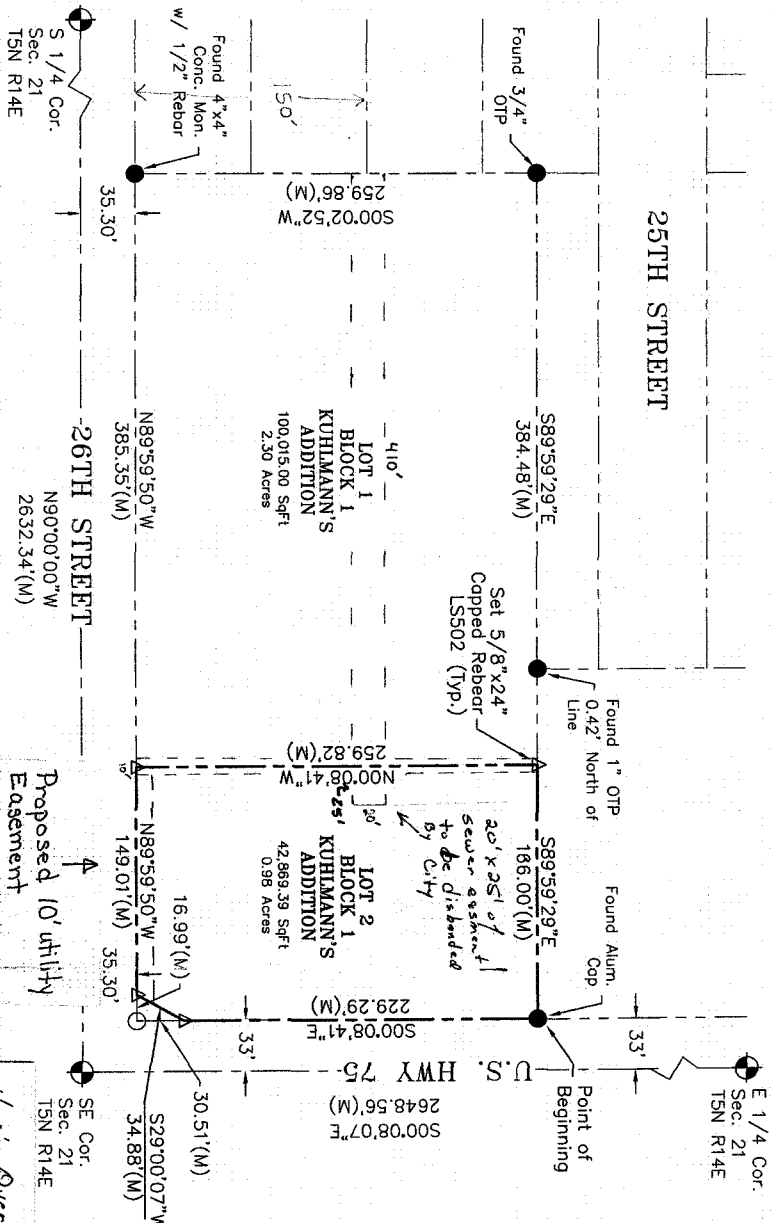 25TH STREET
E 1/4 Cor.
Sec. 21
T5N R14E
33'
Point of
Beginning
Found Alum.
Cap
Found 1" OTP
0.42' North of
Line
Found 3/4"
OTP
S89°59'29"E
384.48'(M)
S89°59'29"E
186.00'(M)
Set 5/8"x24"
Capped Rebear
LS502 (Typ.)
150'
S00°02'52"W
259.86'(M)
410'
LOT 1
BLOCK 1
KUHLMANN'S
ADDITION
100,015.00 SqFt
2.30 Acres
N00°08'41"W
259.82'(M)
20'
25'
20' x 25' of
sewer easment
to be disbanded
By City
LOT 2
BLOCK 1
KUHLMANN'S
ADDITION
42,869.39 SqFt
0.98 Acres
S00°08'41"E
229.29'(M)
U.S. HWY 75
S00°08'07"E
2648.56'(M)
33'
Found 4"x4"
Conc. Mon.
w/ 1/2" Rebar
35.30'
N89°59'50"W
385.35'(M)
10'
N89°59'50"W
149.01'(M)
16.99'(M)
35.30'
30.51'(M)
S29°00'07"W
34.88'(M)
S 1/4 Cor.
Sec. 21
T5N R14E
26TH STREET
N90°00'00"W
2632.34'(M)
Proposed 10' utility
Easement
SE Cor.
Sec. 21
T5N R14E